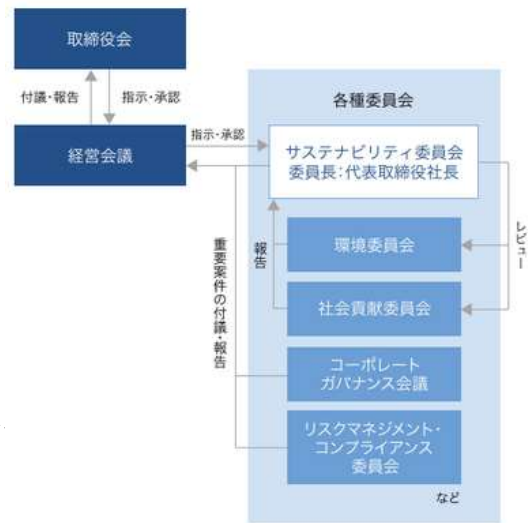 取締役会
付議・報告
指示・承認
経営会議
指示・承認
各種委員会
サステナビリティ委員会
委員長：代表取締役社長
レビュー
環境委員会
報告
社会貢献委員会
重要案件の付議・報告
コーポレート
ガバナンス会議
リスクマネジメント・
コンプライアンス
委員会
など